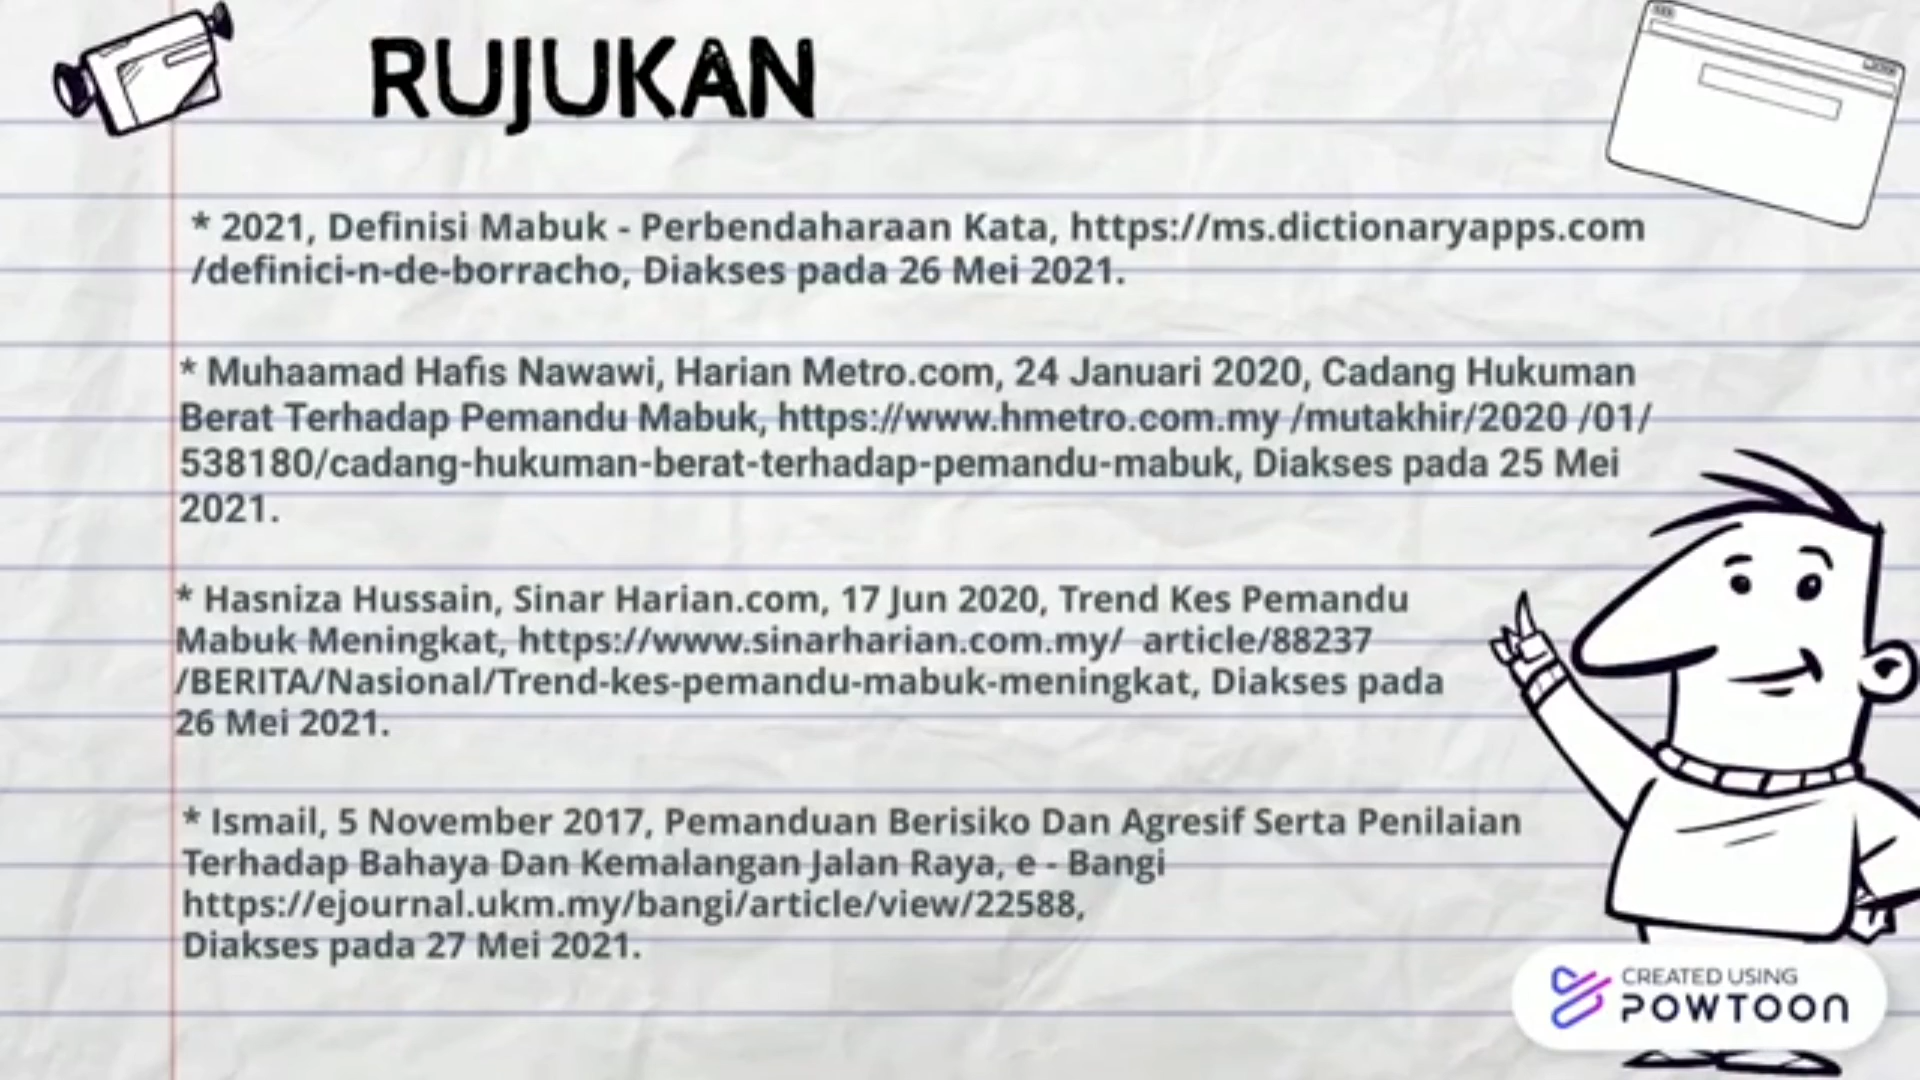 RUJUKAN
* 2021, Definisi Mabuk - Perbendaharaan Kata, https://ms.dictionaryapps.com
/definici-n-de-borracho, Diakses pada 26 Mei 2021.
* Muhaamad Hafis Nawawi, Harian Metro.com, 24 Januari 2020, Cadang Hukuman
Berat Terhadap Pemandu Mabuk, https://www.hmetro.com.my /mutakhir/2020 /01/
538180/cadang-hukuman-berat-terhadap-pemandu-mabuk, Diakses pada 25 Mei
2021.
* Hasniza Hussain, Sinar Harian.com, 17 Jun 2020, Trend Kes Pemandu
Mabuk Meningkat, https://www.sinarharian.com.my/ article/88237
/BERITA/Nasional/Trend-kes-pemandu-mabuk-meningkat, Diakses pada
26 Mei 2021.
* Ismail, 5 November 2017, Pemanduan Berisiko Dan Agresif Serta Penilaian
Terhadap Bahaya Dan Kemalangan Jalan Raya, e - Bangi
https://ejournal.ukm.my/bangi/article/view/22588,
Diakses pada 27 Mei 2021.
CREATED USING
POWTOON